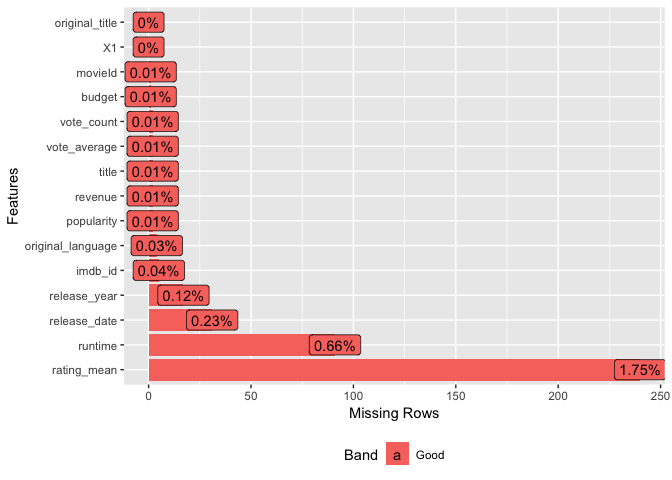 original_title 0%
X1 0%
movieId 0.01%
budget 0.01%
vote_count 0.01%
vote_average 0.01%
title 0.01%
revenue 0.01%
popularity 0.01%
original_language 0.03%
imdb_id 0.04%
release_year 0.12%
release_date 0.23%
runtime 0.66%
rating_mean 1.75%
Features
0 50 100 150 200 250
Missing Rows
Band a Good